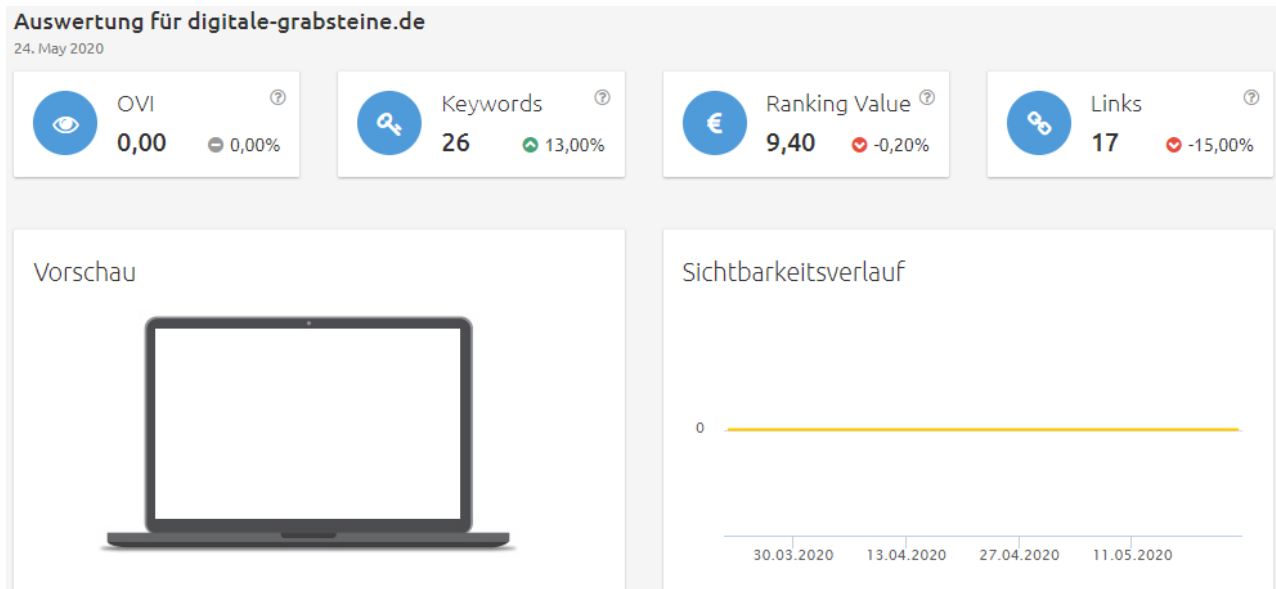 Auswertung für digitale-grabsteine.de
24. May 2020
OVI ?
0,00 0,00%
Keywords ?
26 13,00%
€
Ranking Value ?
9,40 -0,20%
Links ?
17 -15,00%
Vorschau
Sichtbarkeitsverlauf
0
30.03.2020 13.04.2020 27.04.2020 11.05.2020